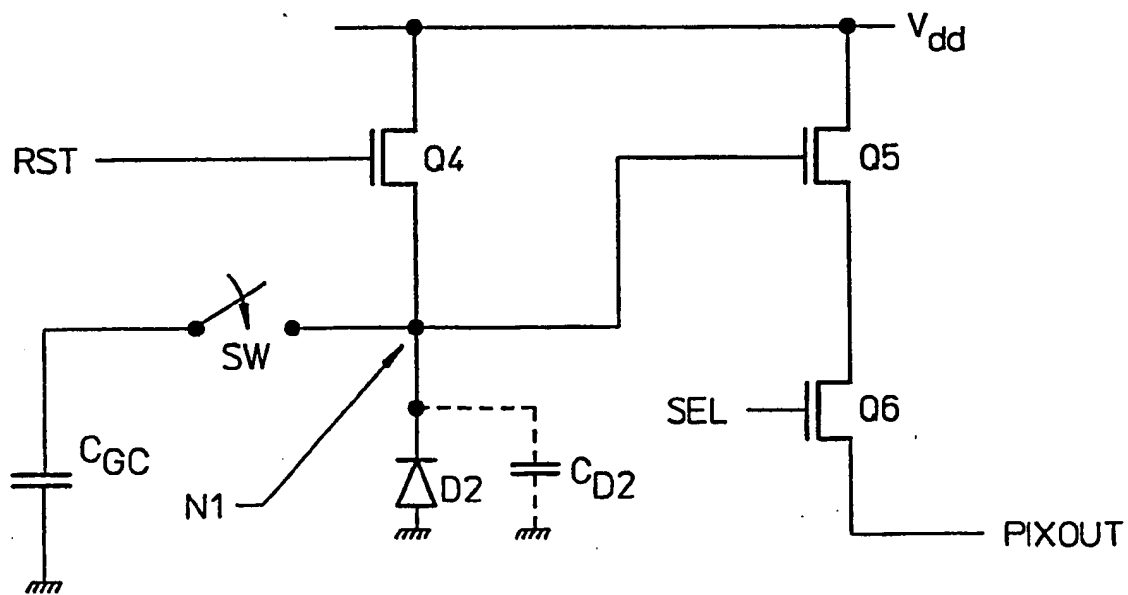 Vdd
RST
Q4
Q5
SW
SEL
Q6
CGC
N1
D2
CD2
PIXOUT